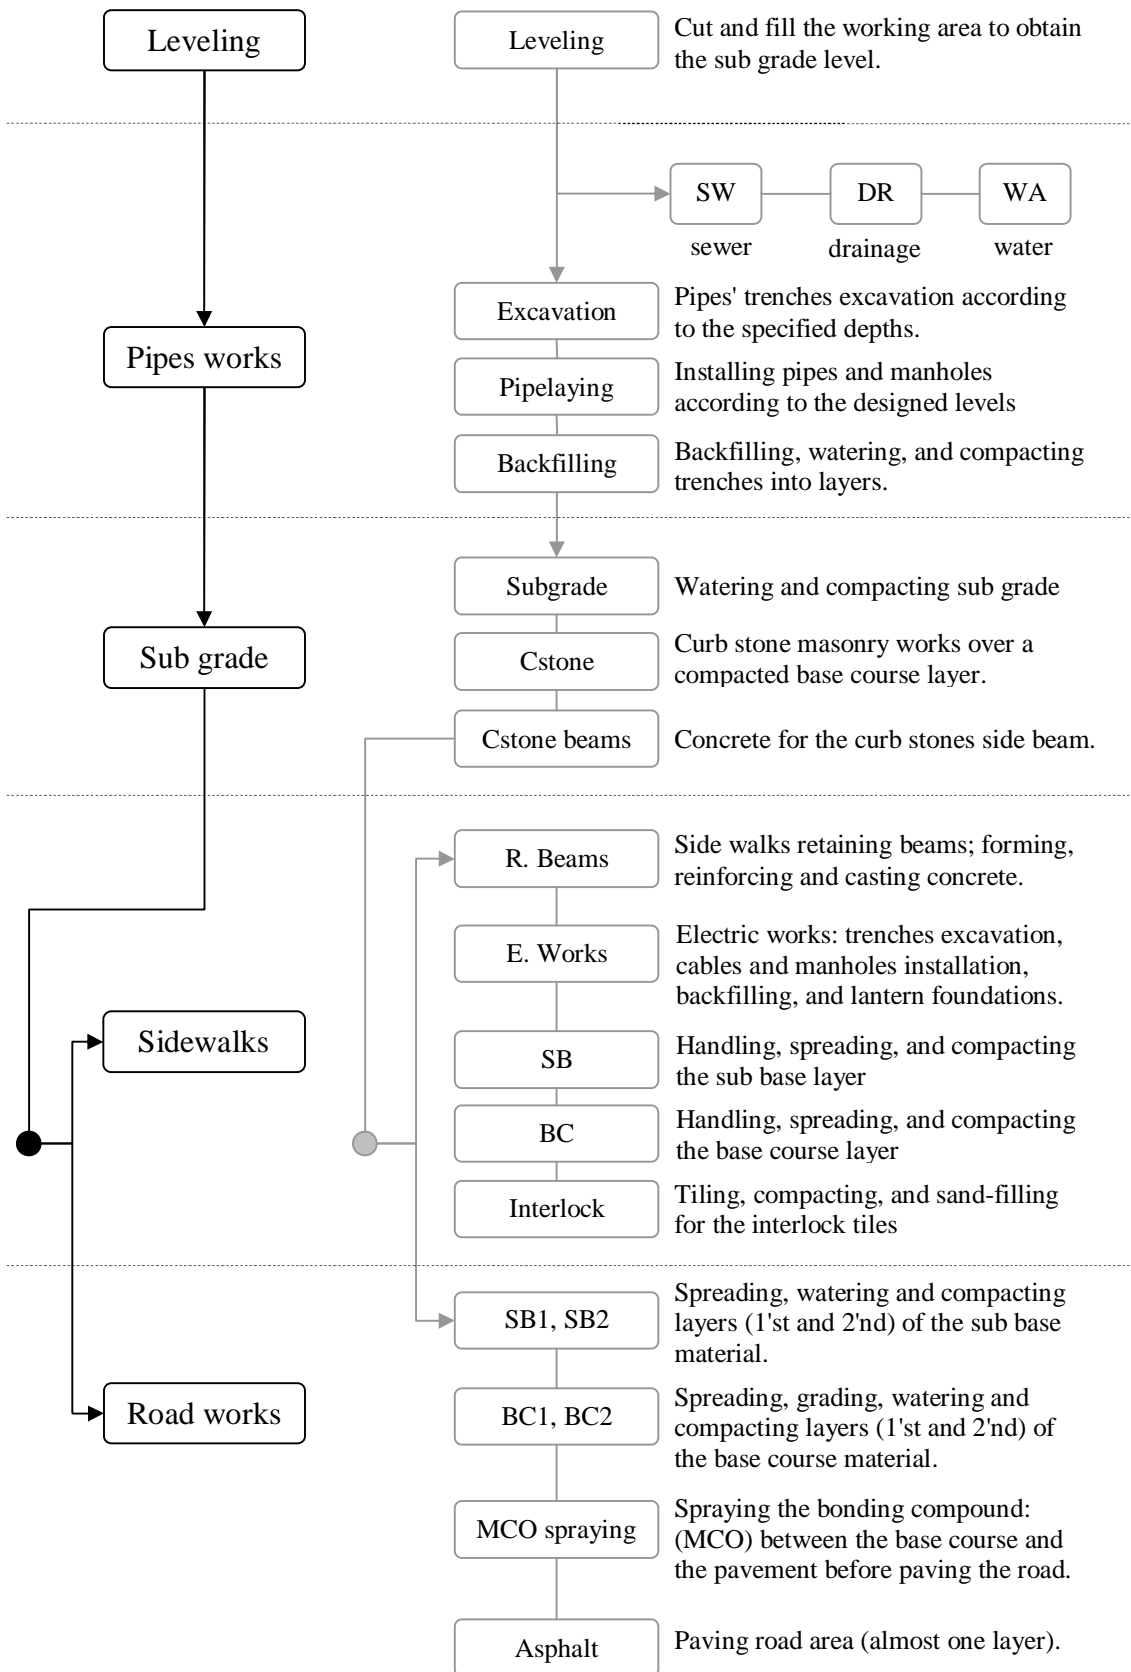 Leveling
Leveling
Cut and fill the working area to obtain
the sub grade level.
SW
DR
WA
sewer
drainage
water
Excavation
Pipes' trenches excavation according
to the specified depths.
Pipes works
Pipelaying
Installing pipes and manholes
according to the designed levels
Backfilling
Backfilling, watering, and compacting
trenches into layers.
Subgrade
Watering and compacting sub grade
Sub grade
Cstone
Curb stone masonry works over a
compacted base course layer.
Cstone beams
Concrete for the curb stones side beam.
R. Beams
Side walks retaining beams; forming,
reinforcing and casting concrete.
E. Works
Electric works: trenches excavation,
cables and manholes installation,
backfilling, and lantern foundations.
Sidewalks
SB
Handling, spreading, and compacting
the sub base layer
BC
Handling, spreading, and compacting
the base course layer
Interlock
Tiling, compacting, and sand-filling
for the interlock tiles
SB1, SB2
Spreading, watering and compacting
layers (1'st and 2'nd) of the sub base
material.
Road works
BC1, BC2
Spreading, grading, watering and
compacting layers (1'st and 2'nd) of
the base course material.
MCO spraying
Spraying the bonding compound:
(MCO) between the base course and
the pavement before paving the road.
Asphalt
Paving road area (almost one layer).